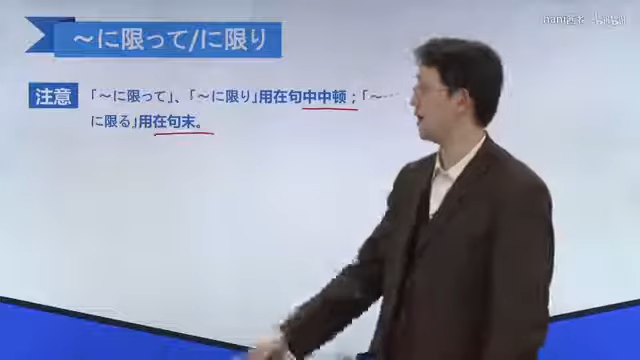 ～に限って/に限り
注意
「～に限って」、「～に限り」用在句中中顿；「～
に限る」用在句末。